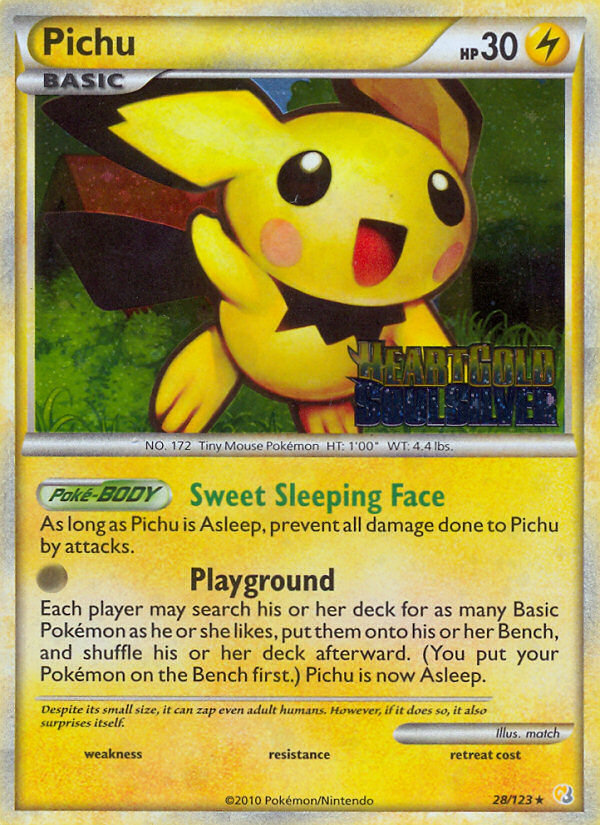 Pichu
HP 30
BASIC
HEARTGOLD
SOULSILVER
NO. 172 Tiny Mouse Pokémon HT: 1'00" WT: 4.4 lbs.
Poké-BODY Sweet Sleeping Face
As long as Pichu is Asleep, prevent all damage done to Pichu
by attacks.
Playground
Each player may search his or her deck for as many Basic
Pokémon as he or she likes, put them onto his or her Bench,
and shuffle his or her deck afterward. (You put your
Pokémon on the Bench first.) Pichu is now Asleep.
Despite its small size, it can zap even adult humans. However, if it does so, it also
surprises itself.
Illus. match
weakness resistance retreat cost
©2010 Pokémon/Nintendo 28/123 ★